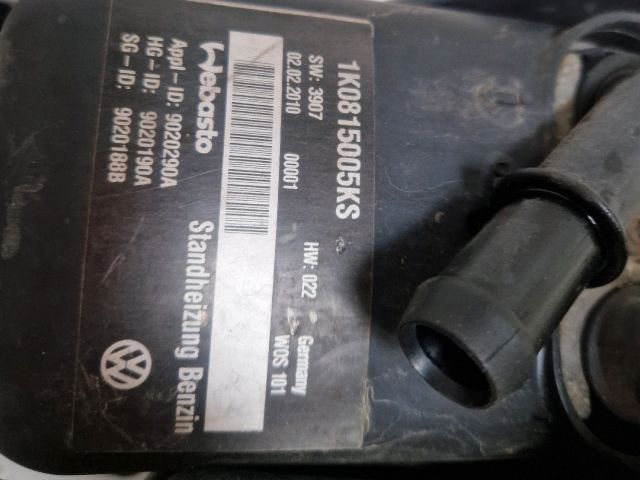 1K0815005KS
SW: 3907 HW: 022 Germany
02.02.2010 00001 WOS 101
Webasto Standheizung Benzin
Appl-ID: 9020290A
HG-ID: 9020190A
SG-ID: 9020188B